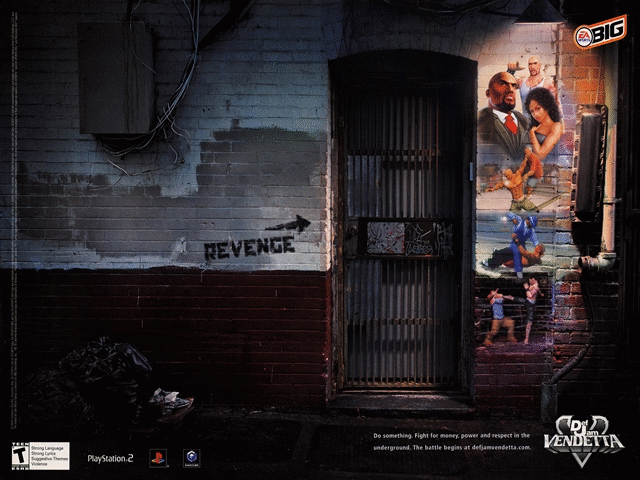 EA
SPORTS
BIG
REVENGE
Do something. Fight for money, power and respect in the
underground. The battle begins at defjamvendetta.com.
Def
Jam
VENDETTA
TEEN
T
ESRB
Strong Language
Strong Lyrics
Suggestive Themes
Violence
PlayStation.2